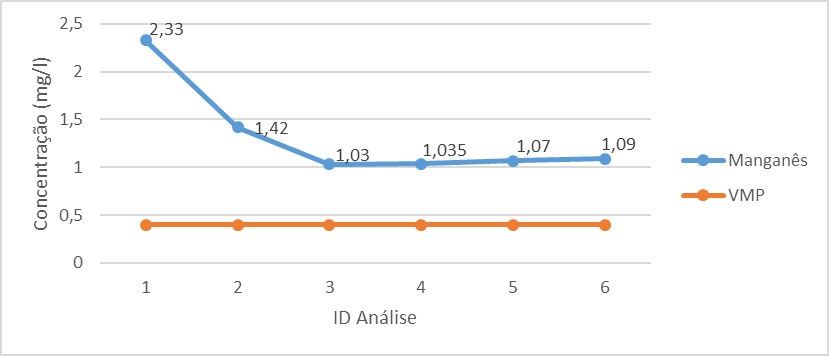 2,5
2
1,5
1
0,5
0
Concentração (mg/l)
2,33
1,42
1,03
1,035
1,07
1,09
1 2 3 4 5 6
ID Análise
Manganês
VMP